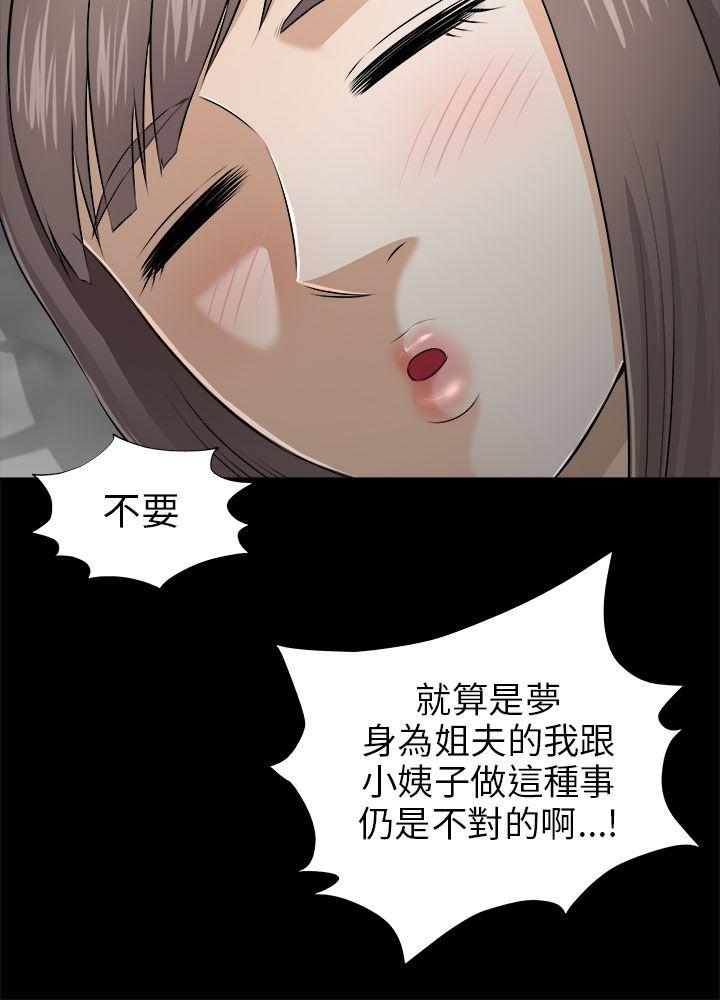 不要
就算是夢
身為姐夫的我跟
小姨子做這種事
仍是不對的啊...!